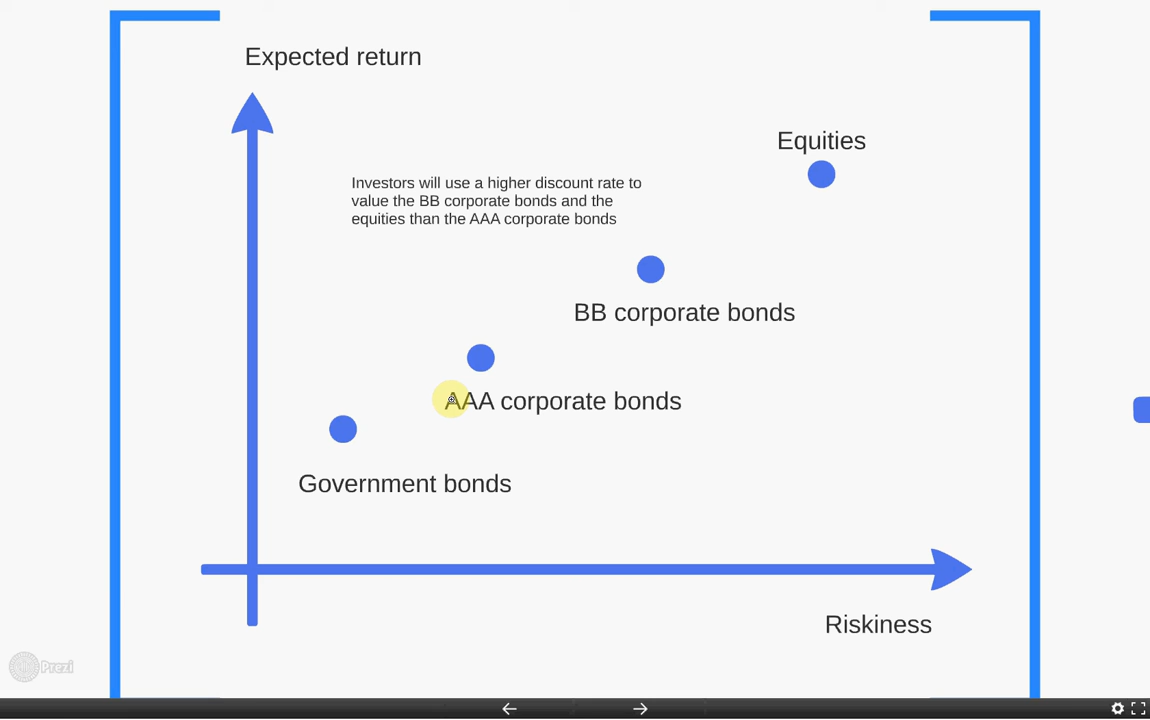 Expected return
Equities
Investors will use a higher discount rate to
value the BB corporate bonds and the
equities than the AAA corporate bonds
BB corporate bonds
AAA corporate bonds
Government bonds
Riskiness
Prezi